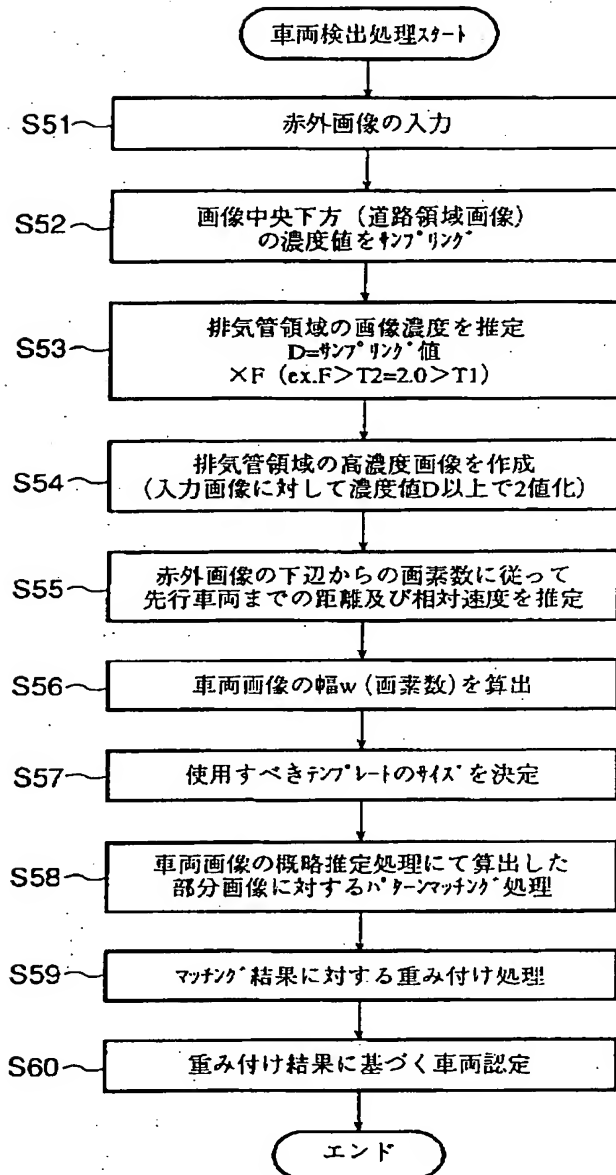 車両検出処理ｽﾀｰﾄ
S51
赤外画像の入力
S52
画像中央下方（道路領域画像）
の濃度値をｻﾝﾌﾟﾘﾝｸﾞ
S53
排気管領域の画像濃度を推定
D=ｻﾝﾌﾟﾘﾝｸﾞ値
×F（ex.F>T2=2.0>T1）
S54
排気管領域の高濃度画像を作成
（入力画像に対して濃度値D以上で2値化）
S55
赤外画像の下辺からの画素数に従って
先行車両までの距離及び相対速度を推定
S56
車両画像の幅w（画素数）を算出
S57
使用すべきﾃﾝﾌﾟﾚｰﾄのｻｲｽﾞを決定
S58
車両画像の概略推定処理にて算出した
部分画像に対するﾊﾟﾀｰﾝﾏｯﾁﾝｸﾞ処理
S59
ﾏｯﾁﾝｸﾞ結果に対する重み付け処理
S60
重み付け結果に基づく車両認定
エンド